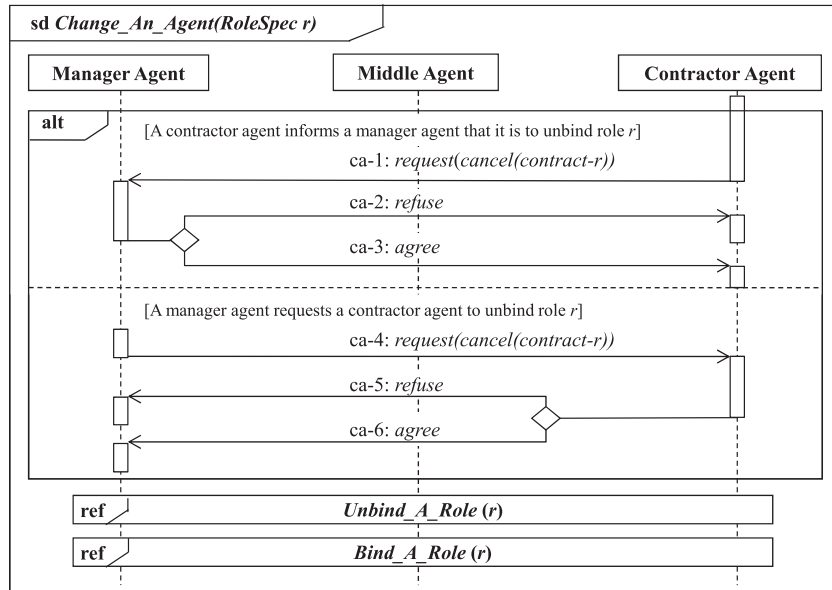 sd Change_An_Agent(RoleSpec r)
Manager Agent
Middle Agent
Contractor Agent
alt
[A contractor agent informs a manager agent that it is to unbind role r]
ca-1: request(cancel(contract-r))
ca-2: refuse
ca-3: agree
[A manager agent requests a contractor agent to unbind role r]
ca-4: request(cancel(contract-r))
ca-5: refuse
ca-6: agree
ref
Unbind_A_Role (r)
ref
Bind_A_Role (r)